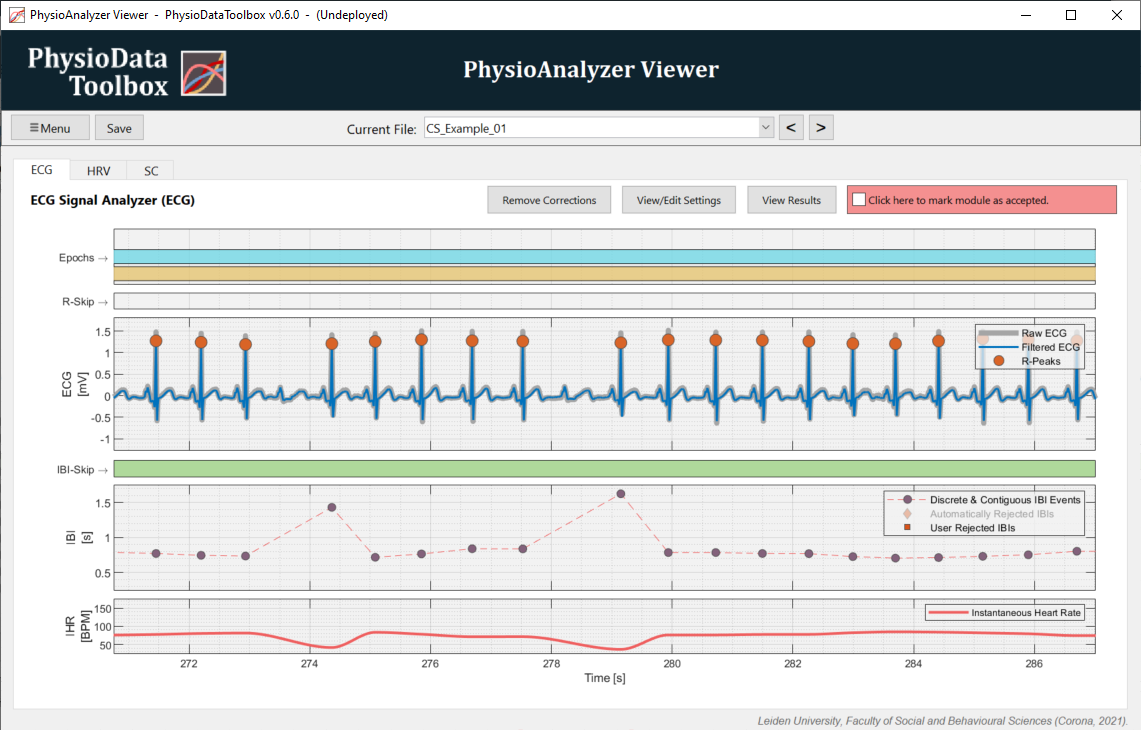 PhysioAnalyzer Viewer - PhysioDataToolbox v0.6.0 - (Undeployed)
PhysioData
Toolbox
PhysioAnalyzer Viewer
≡Menu
Save
Current File:
CS_Example_01
<
>
ECG
HRV
SC
ECG Signal Analyzer (ECG)
Remove Corrections
View/Edit Settings
View Results
Click here to mark module as accepted.
Epochs →
R-Skip →
ECG
[mV]
1.5
1
0.5
0
-0.5
-1
Raw ECG
Filtered ECG
R-Peaks
IBI-Skip →
IBI
[s]
1.5
1
0.5
Discrete & Contiguous IBI Events
Automatically Rejected IBIs
User Rejected IBIs
IHR
[BPM]
150
100
50
Instantaneous Heart Rate
272
274
276
278
280
282
284
286
Time [s]
Leiden University, Faculty of Social and Behavioural Sciences (Corona, 2021).